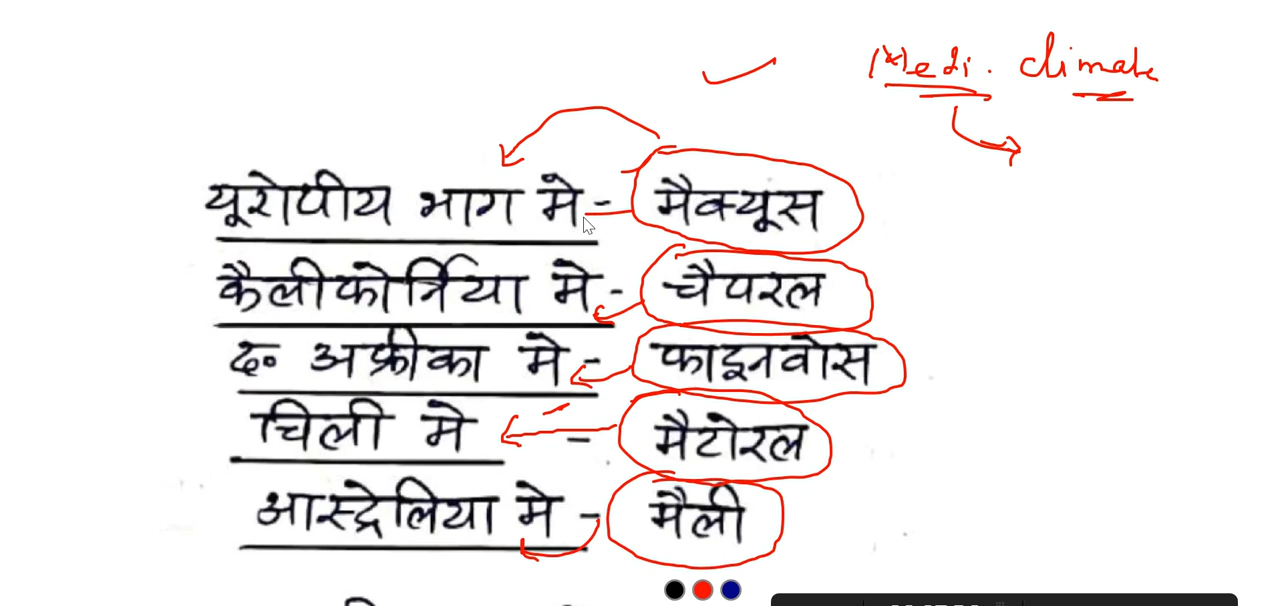 Medi. climate
यूरोपीय भाग मे - मैक्यूस
कैलीफोर्निया मे - चैपरल
द० अफ्रीका मे - फाइनवोस
चिली मे - मैटोरल
आस्ट्रेलिया मे - मैली